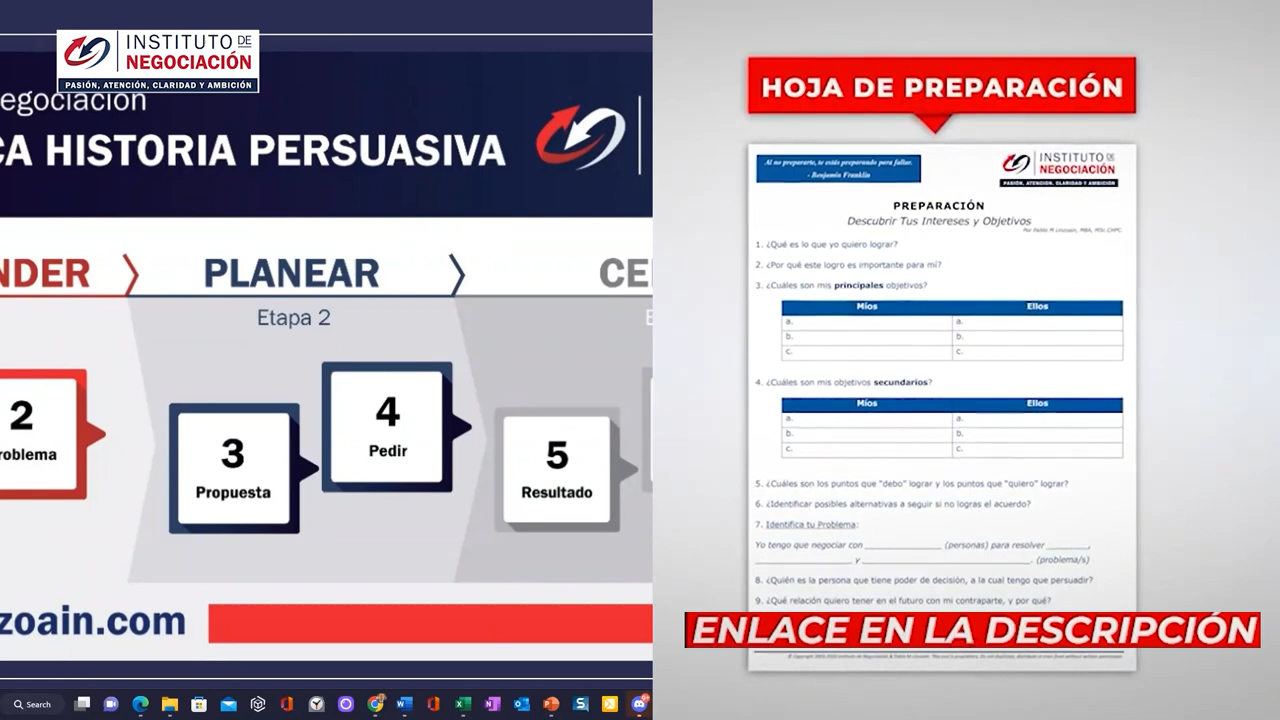 INSTITUTO DE
NEGOCIACIÓN
PASIÓN, ATENCIÓN, CLARIDAD Y AMBICIÓN
egociación
CA HISTORIA PERSUASIVA
NDER
PLANEAR
CE
Etapa 2
2
roblema
3
Propuesta
4
Pedir
5
Resultado
zoain.com
Search
HOJA DE PREPARACIÓN
Al no prepararte, te estás preparando para fallar.
- Benjamin Franklin
INSTITUTO DE
NEGOCIACIÓN
PASIÓN, ATENCIÓN, CLARIDAD Y AMBICIÓN
PREPARACIÓN
Descubrir Tus Intereses y Objetivos
1. ¿Qué es lo que yo quiero lograr?
2. ¿Por qué este logro es importante para mí?
3. ¿Cuáles son mis principales objetivos?
Míos Ellos
a. a.
b. b.
c. c.
4. ¿Cuáles son mis objetivos secundarios?
Míos Ellos
a. a.
b. b.
c. c.
5. ¿Cuáles son los puntos que "debo" lograr y los puntos que "quiero" lograr?
6. ¿Identificar posibles alternativas a seguir si no logras el acuerdo?
7. Identifica tu Problema:
Yo tengo que negociar con ______________ (personas) para resolver ________,
__________________ y ______________________________. (problema/s)
8. ¿Quién es la persona que tiene poder de decisión, a la cual tengo que persuadir?
9. ¿Qué relación quiero tener en el futuro con mi contraparte, y por qué?
ENLACE EN LA DESCRIPCIÓN